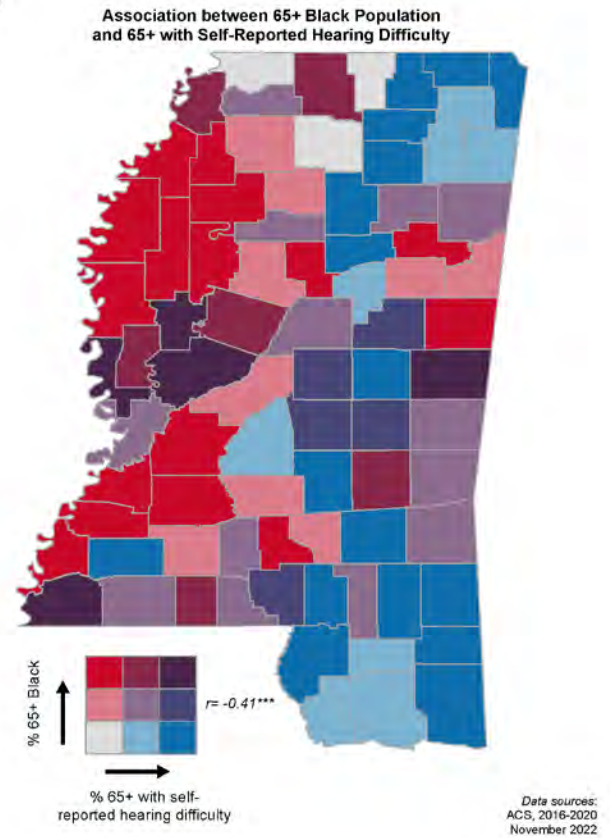 Association between 65+ Black Population
and 65+ with Self-Reported Hearing Difficulty
% 65+ Black
r= -0.41***
% 65+ with self-
reported hearing difficulty
Data sources:
ACS, 2016-2020
November 2022